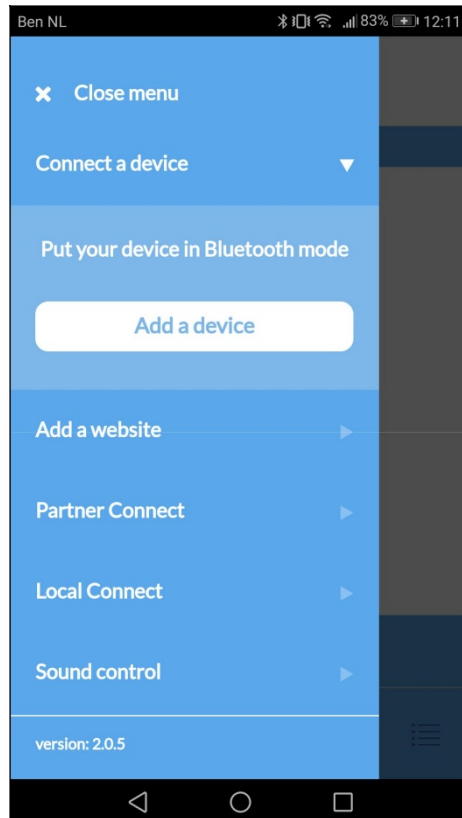 Ben NL 83% 12:11
Close menu
Connect a device
Put your device in Bluetooth mode
Add a device
Add a website
Partner Connect
Local Connect
Sound control
version: 2.0.5